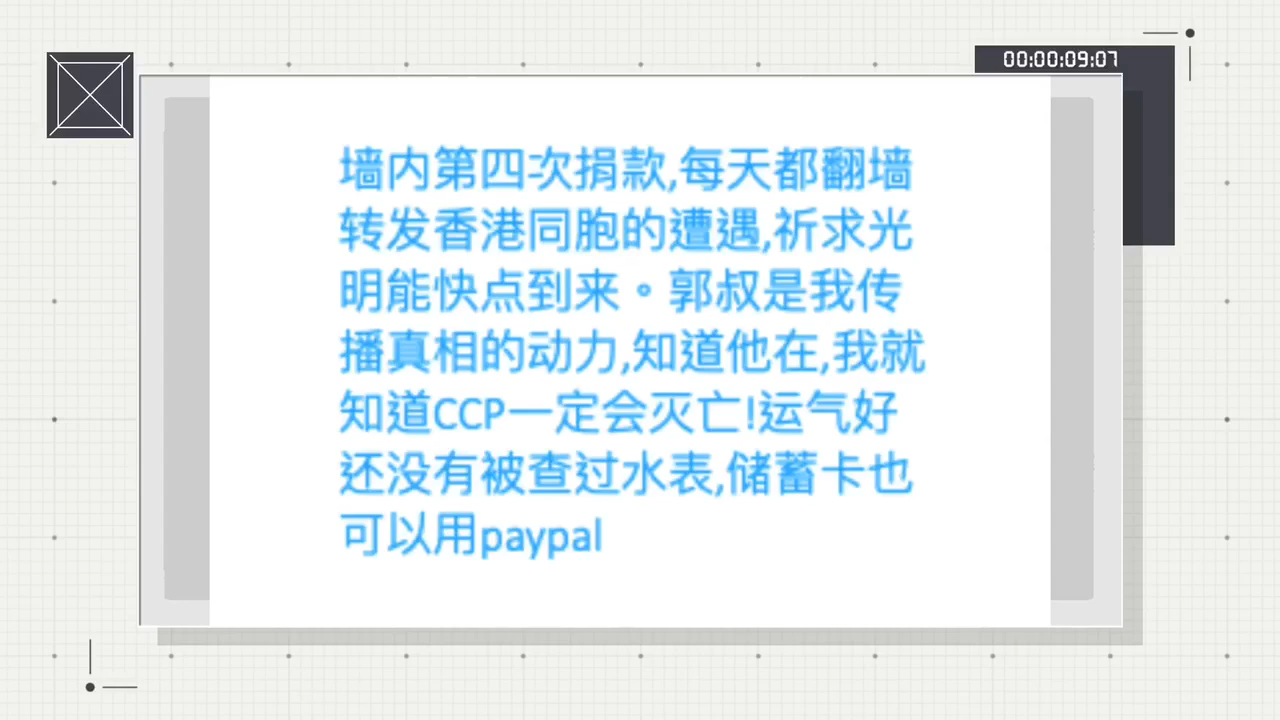 00:00:09:07
墙内第四次捐款,每天都翻墙
转发香港同胞的遭遇,祈求光
明能快点到来。郭叔是我传
播真相的动力,知道他在,我就
知道CCP一定会灭亡!运气好
还没有被查过水表,储蓄卡也
可以用paypal